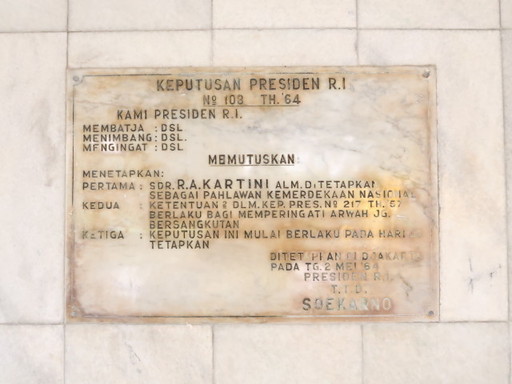 KEPUTUSAN PRESIDEN R.I
No 108 TH.'64
KAMI PRESIDEN R.I.
MEMBATJA : DSL
MENIMBANG : DSL.
MENGINGAT : DSL
MEMUTUSKAN
MENETAPKAN:
PERTAMA : SDR. R.A. KARTINI ALM. DITETAPKAN
SEBAGAI PAHLAWAN KEMERDEKAAN NASIONAL
KEDUA : KETENTUAN2 DLM. KEP. PRES. No 217 TH. 57
BERLAKU BAGI MEMPERINGATI ARWAH JG.
BERSANGKUTAN
KETIGA : KEPUTUSAN INI MULAI BERLAKU PADA HARI
TETAPKAN
DITETAPKAN DI DJAKARTA
PADA TG. 2 MEI '64
PRESIDEN R.I.
T.T.D.
SOEKARNO